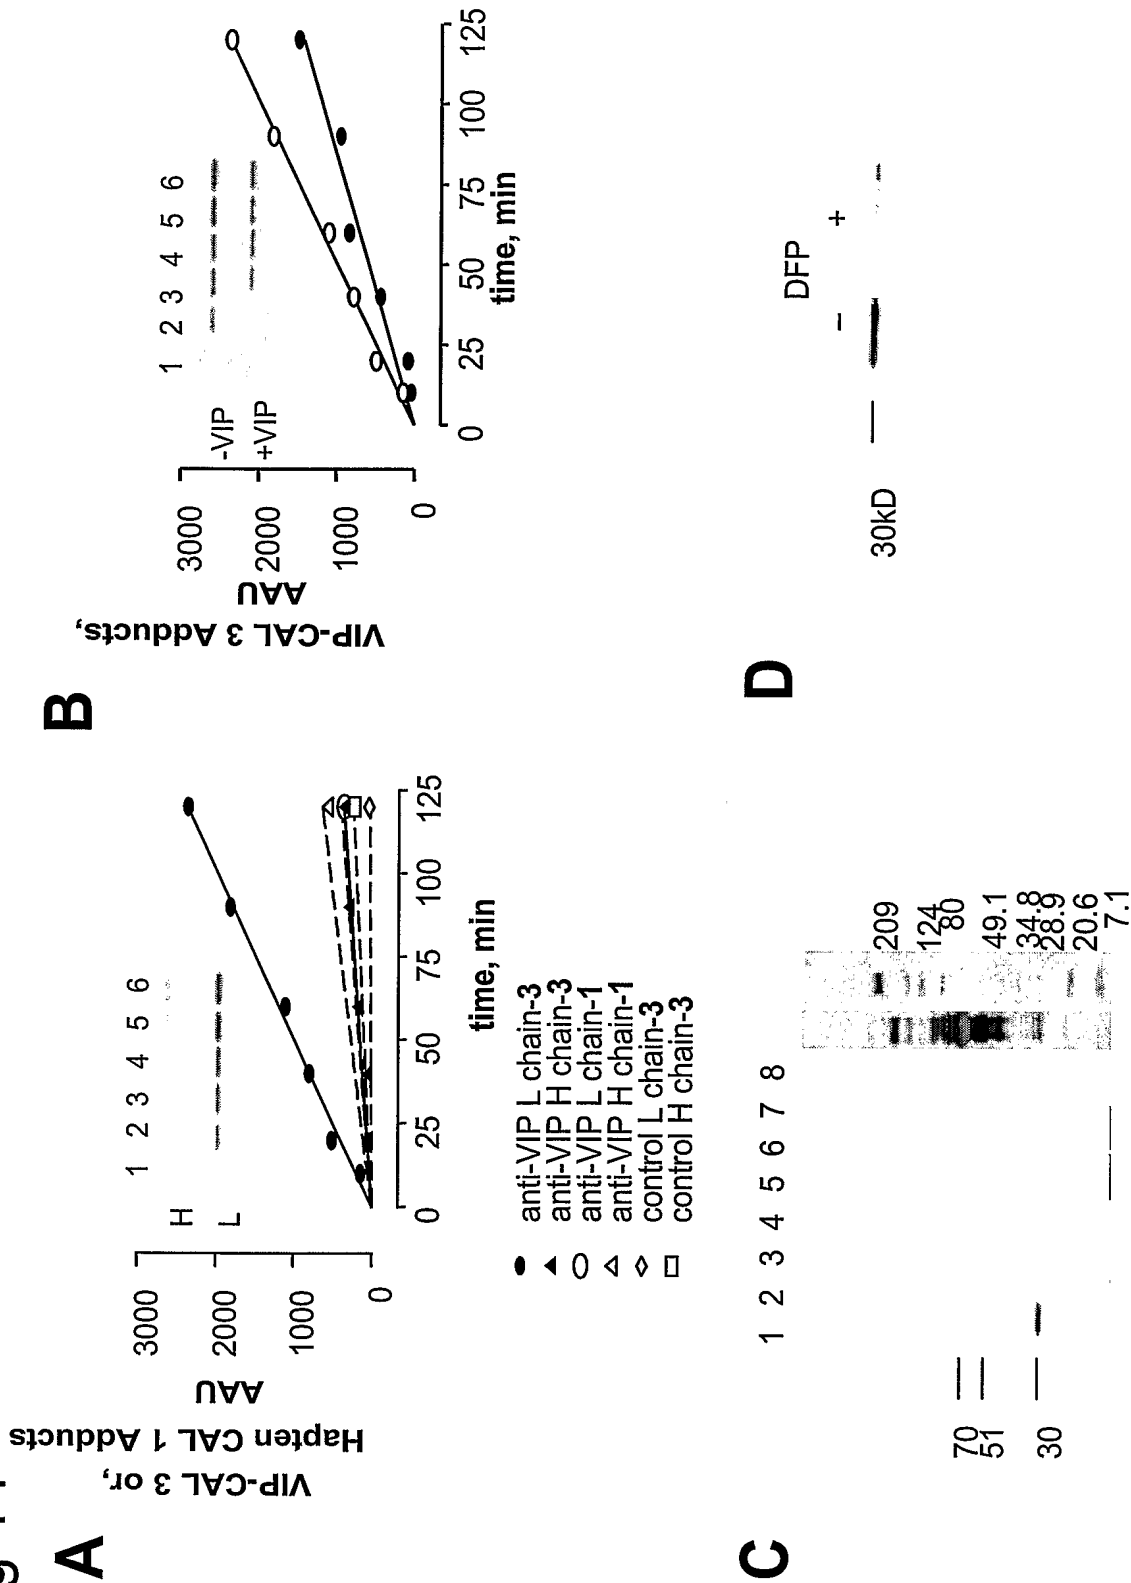 A
VIP-CAL 3 or,
Hapten CAL 1 Adducts
AAU
3000
2000
1000
0
H
L
1 2 3 4 5 6
0 25 50 75 100 125
time, min
anti-VIP L chain-3
anti-VIP H chain-3
anti-VIP L chain-1
anti-VIP H chain-1
control L chain-3
control H chain-3
B
VIP-CAL 3 Adducts,
AAU
3000
2000
1000
0
-VIP
+VIP
1 2 3 4 5 6
0 25 50 75 100 125
time, min
C
1 2 3 4 5 6 7 8
70
51
30
209
124
80
49.1
34.8
28.9
20.6
7.1
D
DFP
– +
30kD